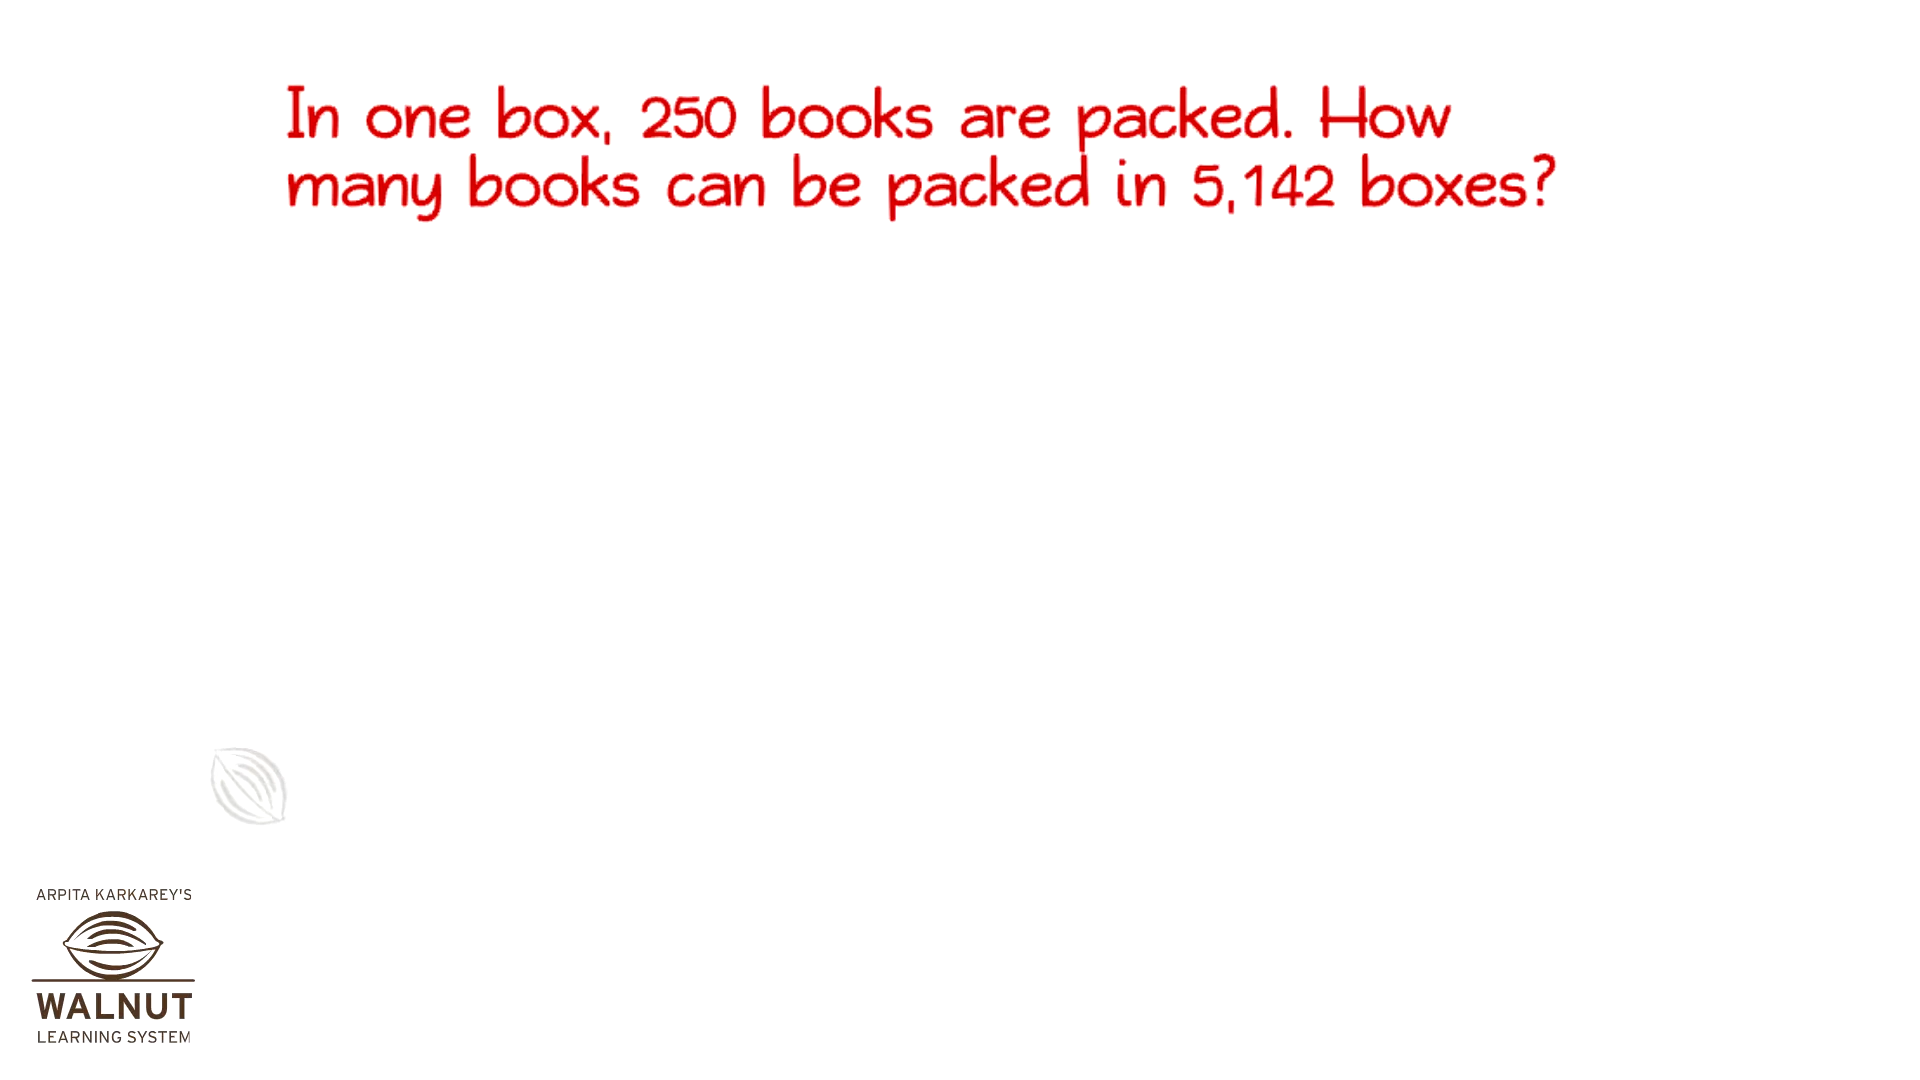 In one box, 250 books are packed. How
many books can be packed in 5,142 boxes?
ARPITA KARKAREY'S
WALNUT
LEARNING SYSTEM